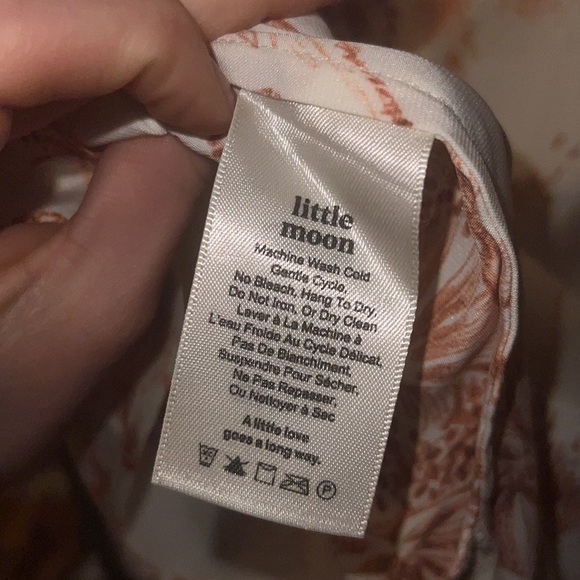 little
moon
Machine Wash Cold
Gentle Cycle,
No Bleach, Hang To Dry,
Do Not Iron, Or Dry Clean
Laver à La Machine à
L'eau Froide Au Cycle Délicat,
Pas De Blanchiment,
Suspendre Pour Sécher,
Ne Pas Repasser,
Ou Nettoyer à Sac
A little love
goes a long way.
P